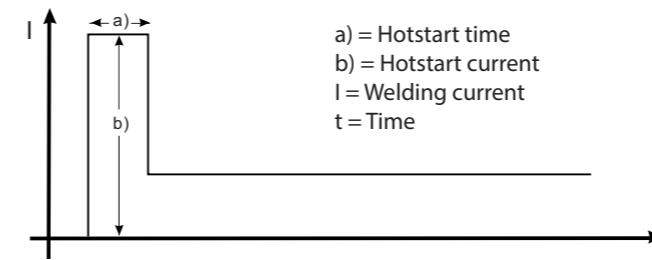 I
a)
b)
a) = Hotstart time
b) = Hotstart current
I = Welding current
t = Time